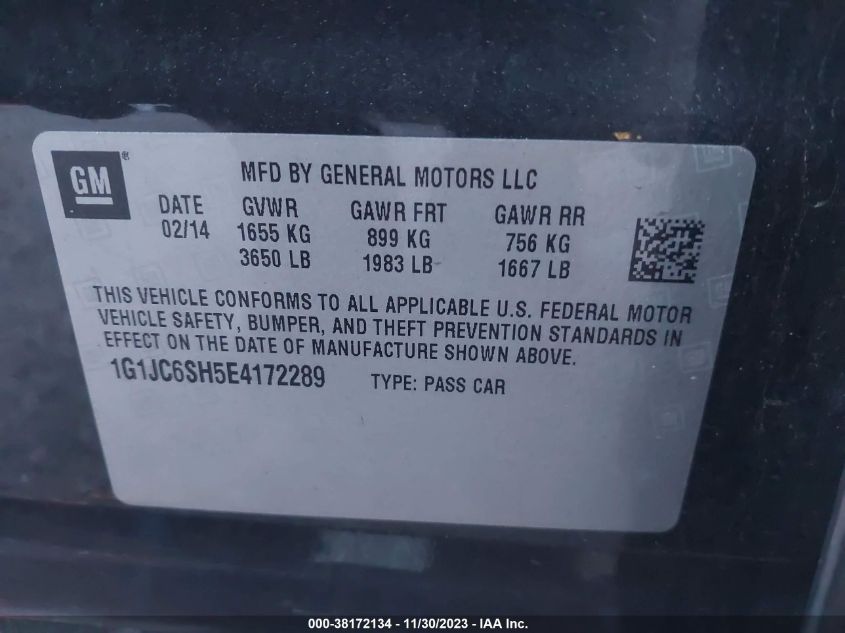 GM®
MFD BY GENERAL MOTORS LLC
DATE GVWR GAWR FRT GAWR RR
02/14 1655 KG 899 KG 756 KG
3650 LB 1983 LB 1667 LB
THIS VEHICLE CONFORMS TO ALL APPLICABLE U.S. FEDERAL MOTOR
VEHICLE SAFETY, BUMPER, AND THEFT PREVENTION STANDARDS IN
EFFECT ON THE DATE OF MANUFACTURE SHOWN ABOVE.
1G1JC6SH5E4172289 TYPE: PASS CAR
000-38172134 - 11/30/2023 - IAA Inc.